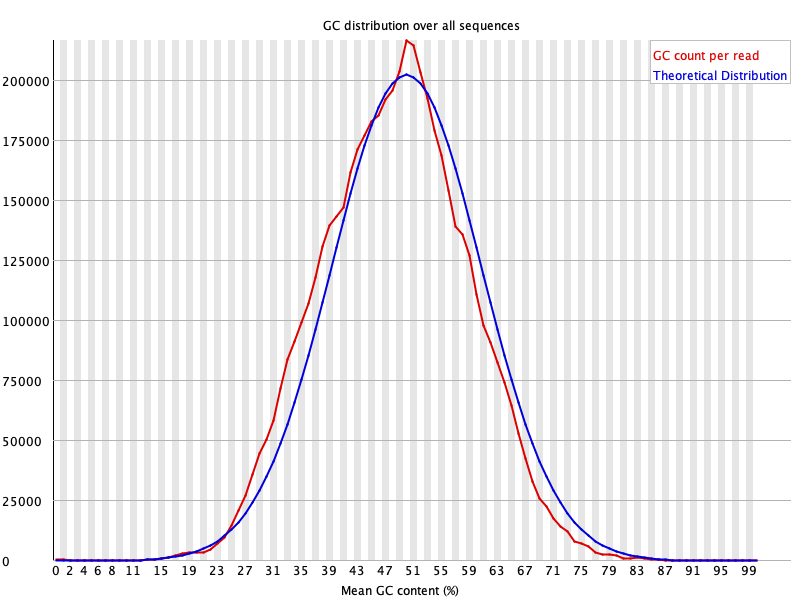 GC distribution over all sequences
GC count per read
Theoretical Distribution
200000
175000
150000
125000
100000
75000
50000
25000
0
0 2 4 6 8 11 15 19 23 27 31 35 39 43 47 51 55 59 63 67 71 75 79 83 87 91 95 99
Mean GC content (%)